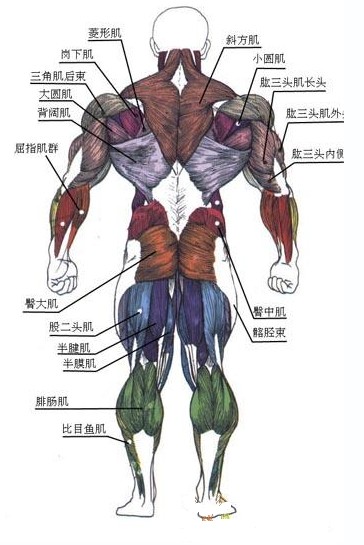 菱形肌
斜方肌
岗下肌
小圆肌
三角肌后束
肱三头肌长头
大圆肌
背阔肌
肱三头肌外头
屈指肌群
肱三头内侧
臀大肌
臀中肌
股二头肌
髂胫束
半腱肌
半膜肌
腓肠肌
比目鱼肌